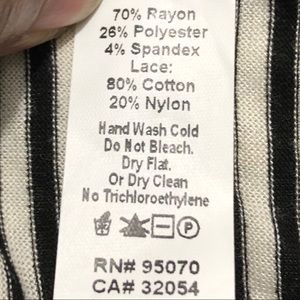 70% Rayon
26% Polyester
4% Spandex
Lace:
80% Cotton
20% Nylon
Hand Wash Cold
Do Not Bleach.
Dry Flat.
Or Dry Clean
No Trichloroethylene
P
RN# 95070
CA# 32054